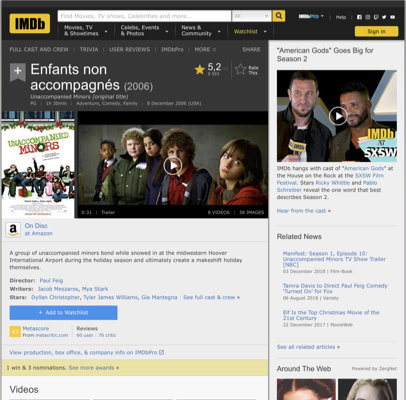 IMDb
Find Movies, TV shows, Celebrities and more...
All
IMDbPro
Help
Movies, TV & Showtimes
Celebs, Events & Photos
News & Community
Watchlist
Sign in
FULL CAST AND CREW | TRIVIA | USER REVIEWS | IMDbPro | MORE
SHARE
Enfants non accompagnés (2006)
Unaccompanied Minors (original title)
PG | 1h 30min | Adventure, Comedy, Family | 8 December 2006 (USA)
5,2
Rate This
UNACCOMPANIED MINORS
0:31 | Trailer
9 VIDEOS | 38 IMAGES
a
On Disc
at Amazon
A group of unaccompanied minors bond while snowed in at the midwestern Hoover
International Airport during the holiday season and ultimately create a makeshift holiday
themselves.
Director: Paul Feig
Writers: Jacob Meszaros, Mya Stark
Stars: Dyllan Christopher, Tyler James Williams, Gia Mantegna | See full cast & crew »
+ Add to Watchlist
Metascore
From metacritic.com
Reviews
60 user | 76 critic
View production, box office, & company info on IMDbPro
1 win & 3 nominations. See more awards »
Videos
"American Gods" Goes Big for
Season 2
IMDb
at
SXSW
IMDb hangs with cast of "American Gods" at
the House on the Rock at the SXSW Film
Festival. Stars Ricky Whittle and Pablo
Schreiber reveal the one word that best
describes Season 2.
Hear from the cast »
Related News
Manifest: Season 1, Episode 10:
Unaccompanied Minors TV Show Trailer
[NBC]
03 December 2018 | Film-Book
Tamra Davis to Direct Paul Feig Comedy
'Turned On' for Fox
06 August 2018 | Variety
Elf Is the Top Christmas Movie of the
21st Century
22 December 2017 | MovieWeb
See all related articles »
Around The Web
Powered by ZergNet